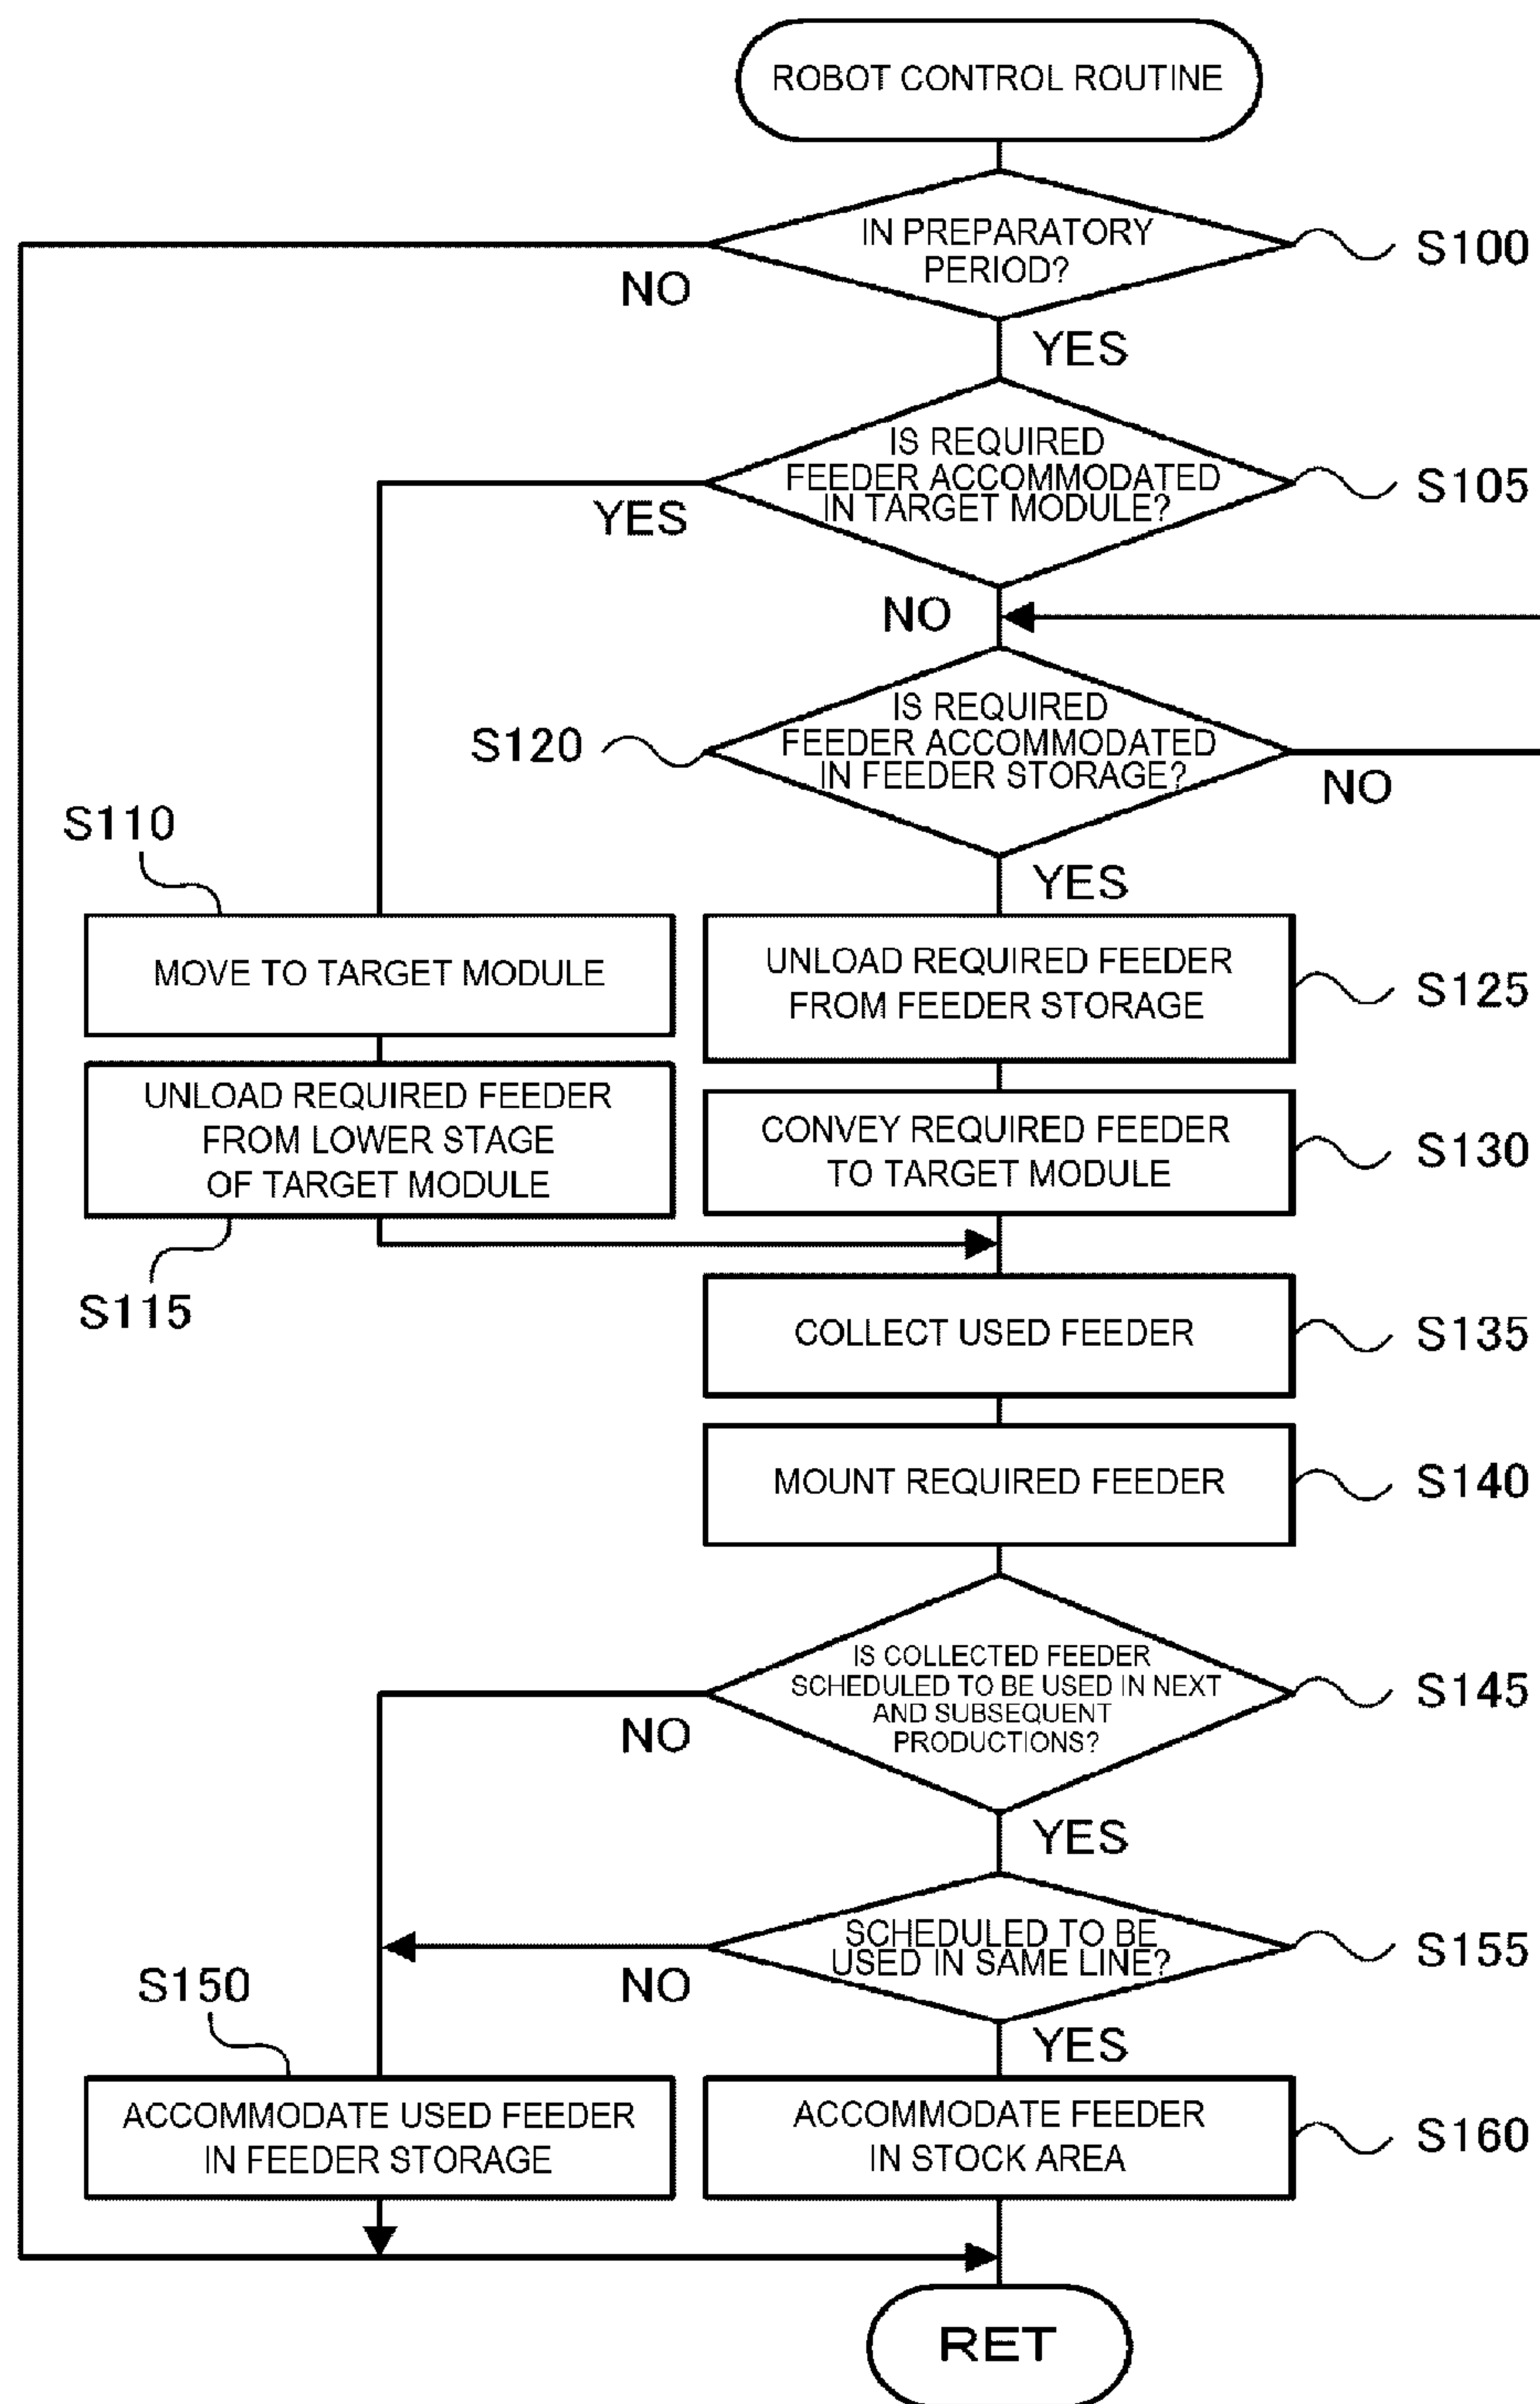 ROBOT CONTROL ROUTINE
IN PREPARATORY
PERIOD?
S100
NO
YES
IS REQUIRED
FEEDER ACCOMMODATED
IN TARGET MODULE?
S105
YES
NO
IS REQUIRED
FEEDER ACCOMMODATED
IN FEEDER STORAGE?
S120
NO
YES
S110
MOVE TO TARGET MODULE
UNLOAD REQUIRED FEEDER
FROM FEEDER STORAGE
S125
UNLOAD REQUIRED FEEDER
FROM LOWER STAGE
OF TARGET MODULE
S115
CONVEY REQUIRED FEEDER
TO TARGET MODULE
S130
COLLECT USED FEEDER
S135
MOUNT REQUIRED FEEDER
S140
IS COLLECTED FEEDER
SCHEDULED TO BE USED IN NEXT
AND SUBSEQUENT
PRODUCTIONS?
S145
NO
YES
SCHEDULED TO BE
USED IN SAME LINE?
S155
NO
YES
S150
ACCOMMODATE USED FEEDER
IN FEEDER STORAGE
ACCOMMODATE FEEDER
IN STOCK AREA
S160
RET